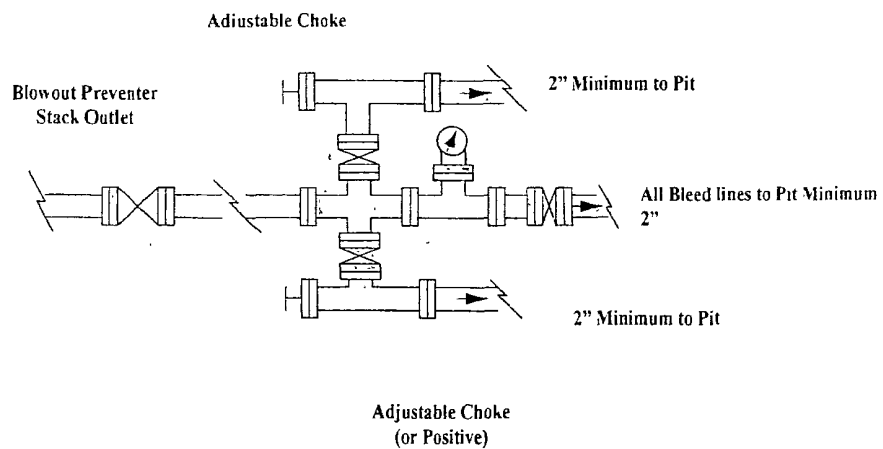 Adiustable Choke
2” Minimum to Pit
Blowout Preventer
Stack Outlet
All Bleed lines to Pit Minimum
2”
2” Minimum to Pit
Adjustable Choke
(or Positive)